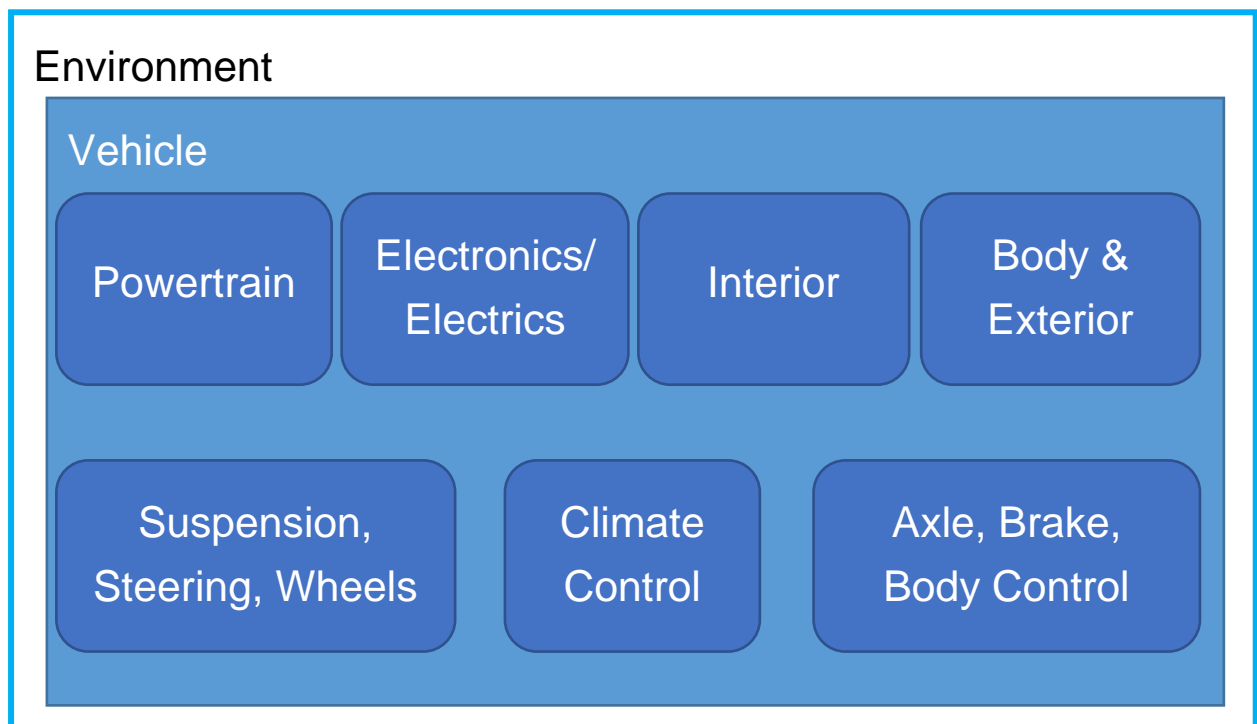 Environment
Vehicle
Powertrain
Electronics/
Electrics
Interior
Body &
Exterior
Suspension,
Steering, Wheels
Climate
Control
Axle, Brake,
Body Control